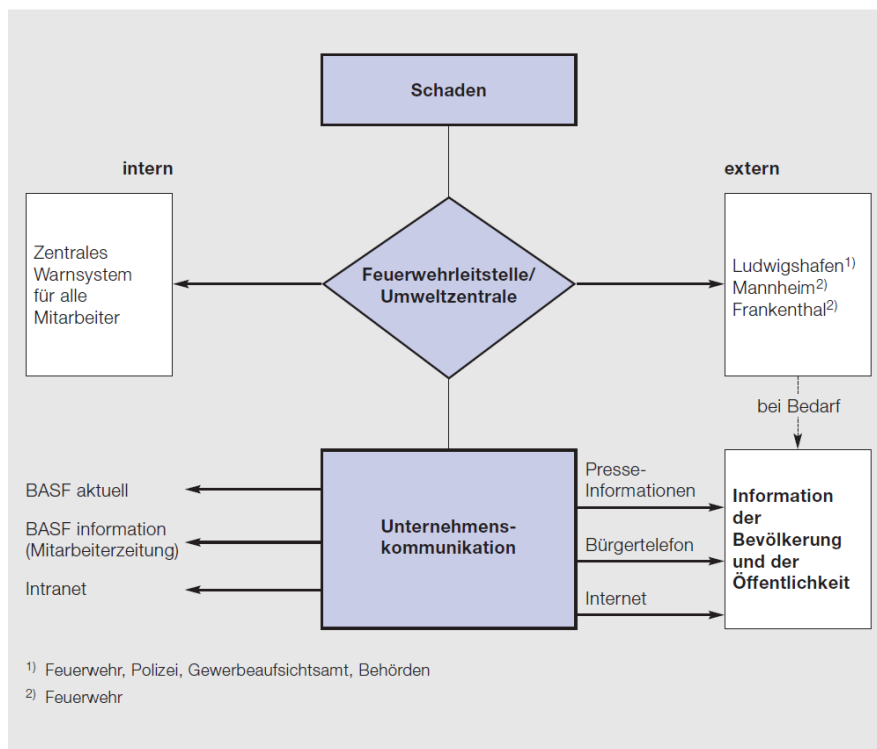 Schaden
intern
extern
Zentrales
Warnsystem
für alle
Mitarbeiter
Feuerwehrleitstelle/
Umweltzentrale
Ludwigshafen1)
Mannheim2)
Frankenthal2)
bei Bedarf
BASF aktuell
BASF information
(Mitarbeiterzeitung)
Intranet
Unternehmens-
kommunikation
Presse-
Informationen
Bürgertelefon
Internet
Information
der
Bevölkerung
und der
Öffentlichkeit
1) Feuerwehr, Polizei, Gewerbeaufsichtsamt, Behörden
2) Feuerwehr